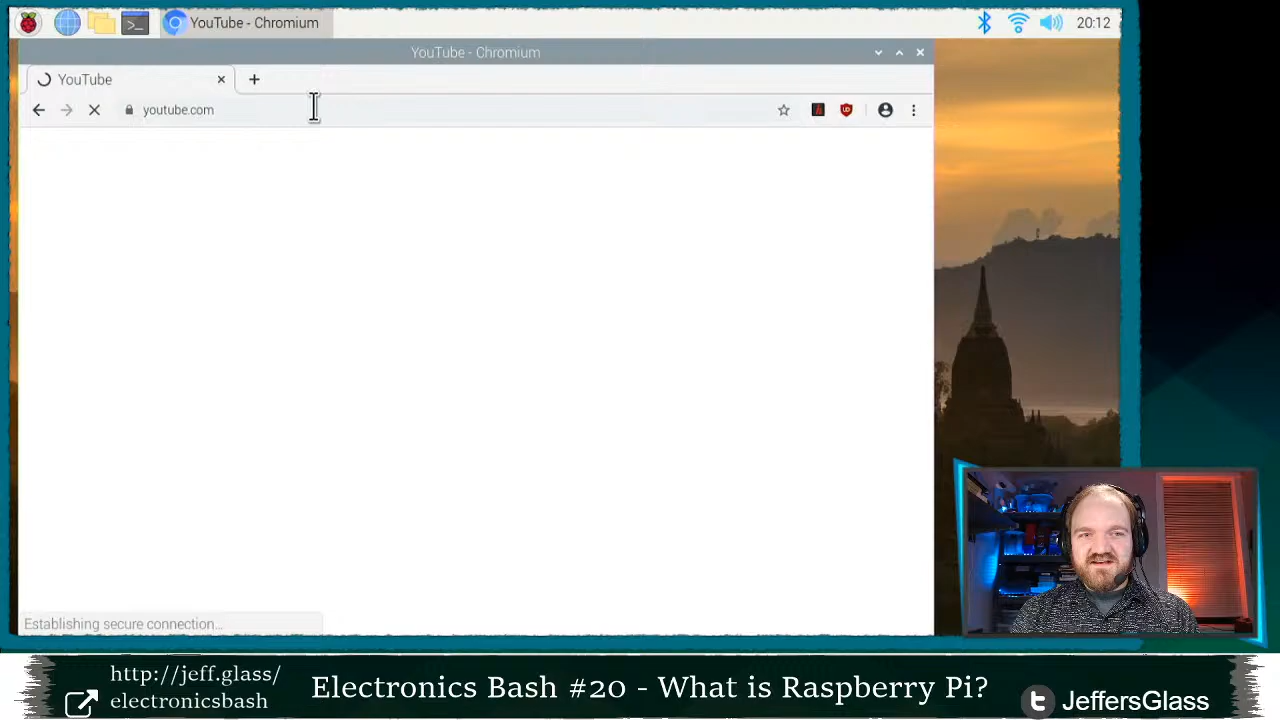 YouTube - Chromium
20:12
YouTube - Chromium
YouTube
youtube.com
Establishing secure connection...
http://jeff.glass/
electronicsbash
Electronics Bash #20 - What is Raspberry Pi?
JeffersGlass